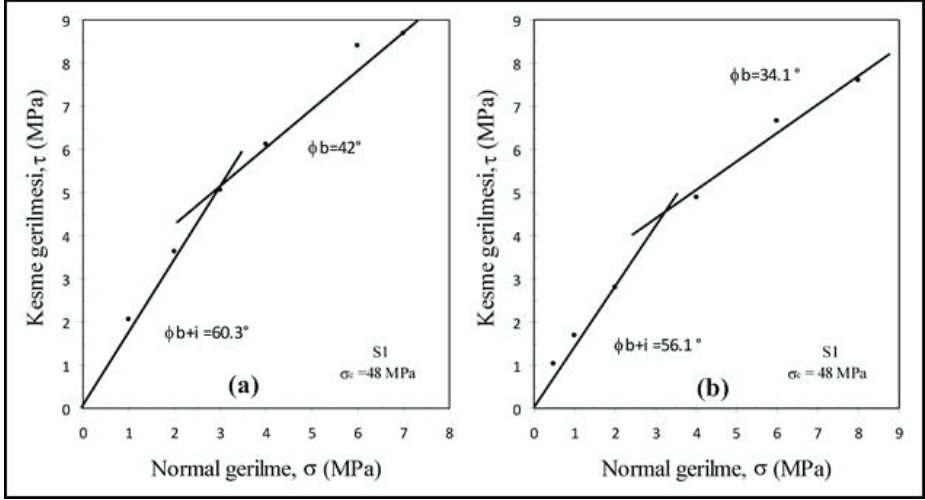 9
8
7
6
5
4
3
2
1
0
Kesme gerilmesi, τ (MPa)
ϕb=42°
ϕb+i =60.3°
S1
σc =48 MPa
(a)
0 1 2 3 4 5 6 7 8
Normal gerilme, σ (MPa)
9
8
7
6
5
4
3
2
1
0
Kesme gerilmesi, τ (MPa)
ϕb=34.1°
ϕb+i =56.1°
S1
σc =48 MPa
(b)
0 1 2 3 4 5 6 7 8 9
Normal gerilme, σ (MPa)